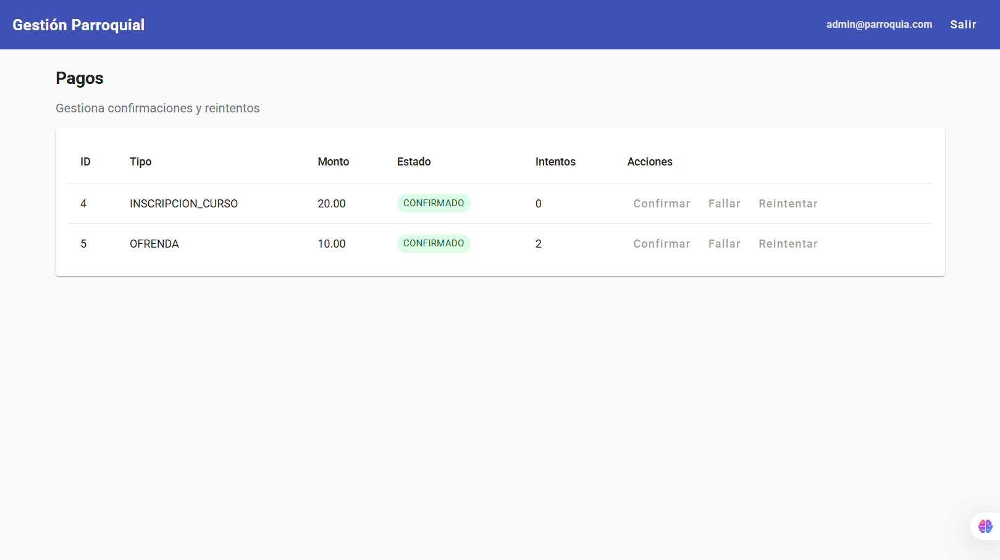 Gestión Parroquial admin@parroquia.com Salir
Pagos
Gestiona confirmaciones y reintentos
ID Tipo Monto Estado Intentos Acciones
4 INSCRIPCION_CURSO 20.00 CONFIRMADO 0 Confirmar Fallar Reintentar
5 OFRENDA 10.00 CONFIRMADO 2 Confirmar Fallar Reintentar